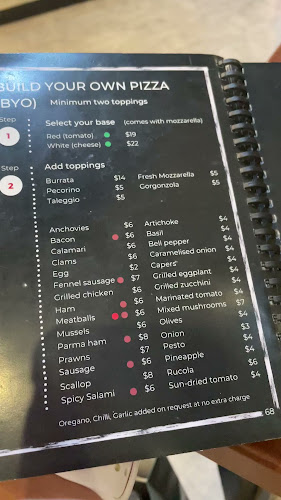 BUILD YOUR OWN PIZZA
(BYO) Minimum two toppings
Step
1
Select your base (comes with mozzarella)
Red (tomato) $19
White (cheese) $22
Step
2
Add toppings
Burrata $14
Pecorino $5
Taleggio $5
Fresh Mozzarella $5
Gorgonzola $5
Anchovies $6
Bacon $6
Calamari $6
Clams $6
Egg $2
Fennel sausage $7
Grilled chicken $6
Ham $6
Meatballs $6
Mussels $6
Parma ham $8
Prawns $7
Sausage $6
Scallop $8
Spicy Salami $6
Artichoke $4
Basil $4
Bell pepper $4
Caramelised onion $4
Capers $4
Grilled eggplant $4
Grilled zucchini $4
Marinated tomato $4
Mixed mushrooms $7
Olives $4
Onion $3
Pesto $4
Pineapple $4
Rucola $6
Sun-dried tomato $4
Oregano, Chilli, Garlic added on request at no extra charge
68